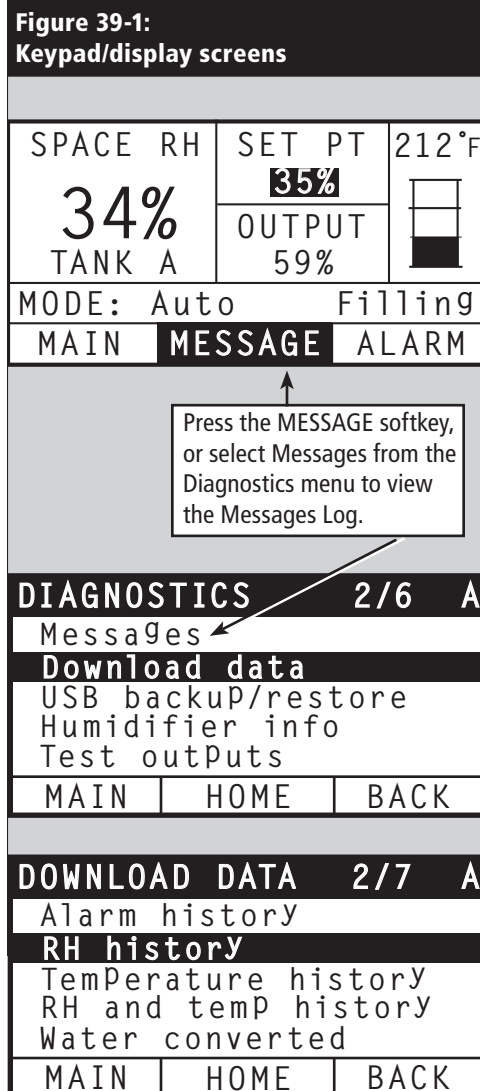 Figure 39-1:
Keypad/display screens
SPACE RH SET PT 212°F
35%
34% OUTPUT
TANK A 59%
MODE: Auto Filling
MAIN MESSAGE ALARM
Press the MESSAGE softkey,
or select Messages from the
Diagnostics menu to view
the Messages Log.
DIAGNOSTICS 2/6 A
Messages
Download data
USB backup/restore
Humidifier info
Test outputs
MAIN HOME BACK
DOWNLOAD DATA 2/7 A
Alarm history
RH history
Temperature history
RH and temp history
Water converted
MAIN HOME BACK